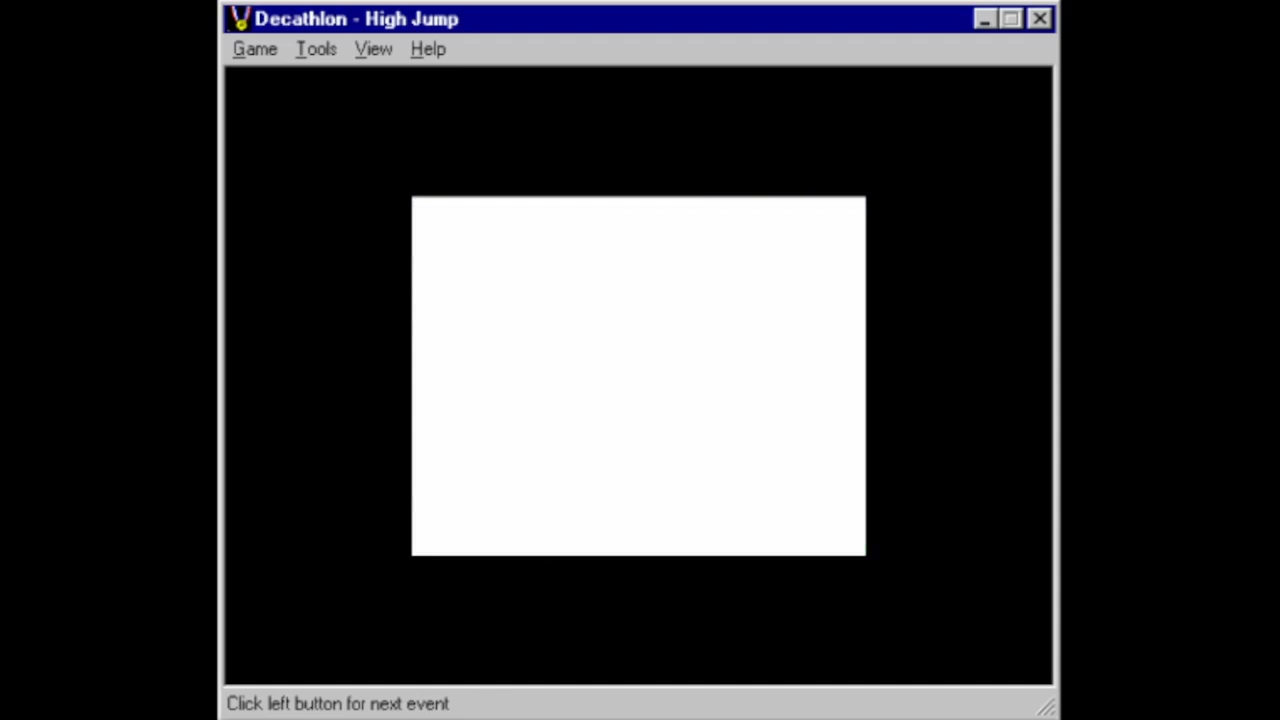 Decathlon - High Jump
Game Tools View Help
Click left button for next event